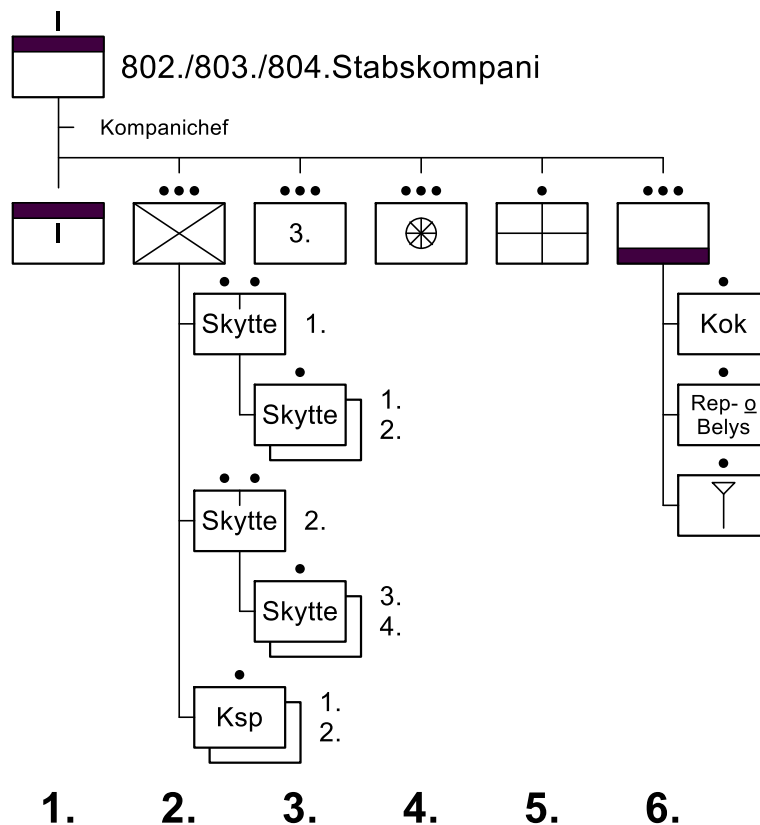 802./803./804.Stabskompani
Kompanichef
3.
Skytte 1.
Skytte
1.
2.
Skytte 2.
Skytte
3.
4.
Ksp
1.
2.
Kok
Rep- o
Belys
1. 2. 3. 4. 5. 6.